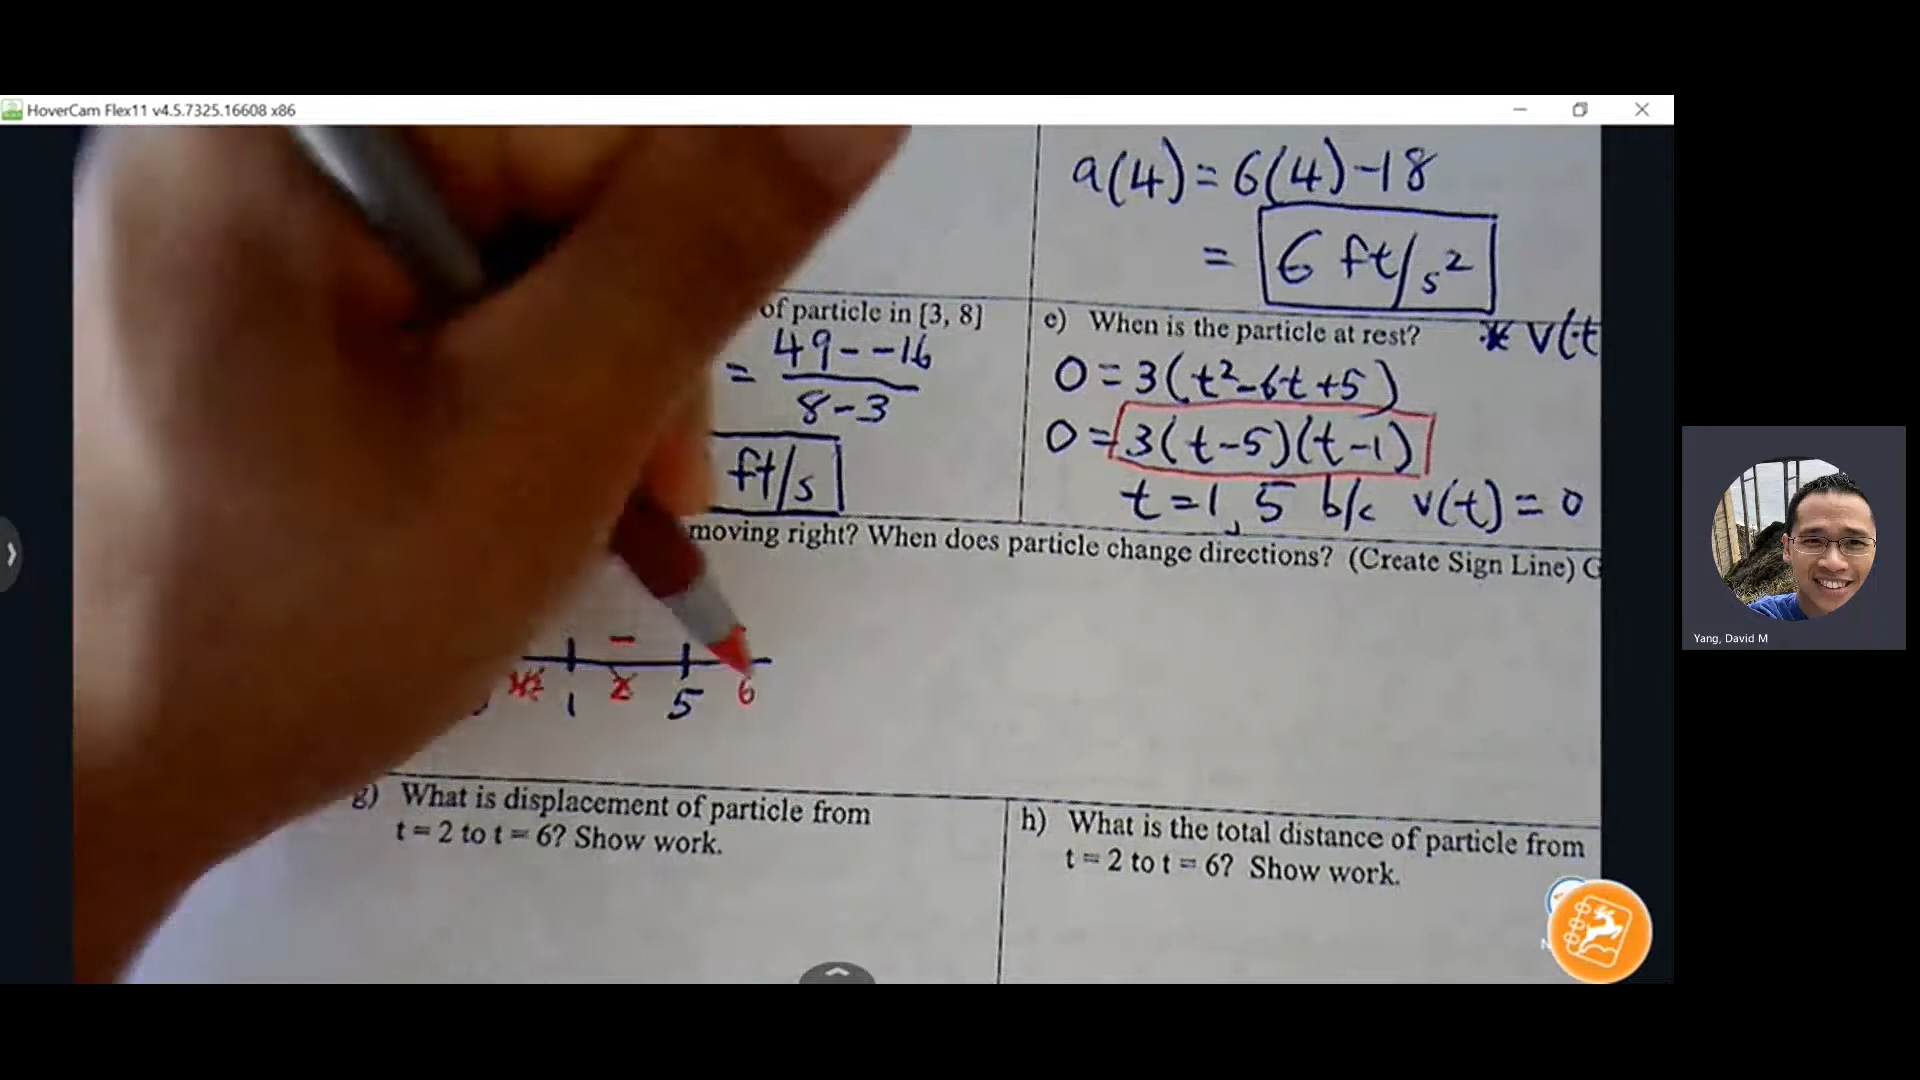 HoverCam Flex11 v4.5.7325.16608 x86
a(4) = 6(4) -18
= 6 ft/s²
of particle in [3, 8]
= 49 - -16
8 - 3
ft/s
e) When is the particle at rest? * v(t
0 = 3(t² - 6t + 5)
0 = 3(t - 5)(t - 1)
t = 1, 5 b/c v(t) = 0
moving right? When does particle change directions? (Create Sign Line) G
-
1 2 5 6
g) What is displacement of particle from
t = 2 to t = 6? Show work.
h) What is the total distance of particle from
t = 2 to t = 6? Show work.
Yang, David M